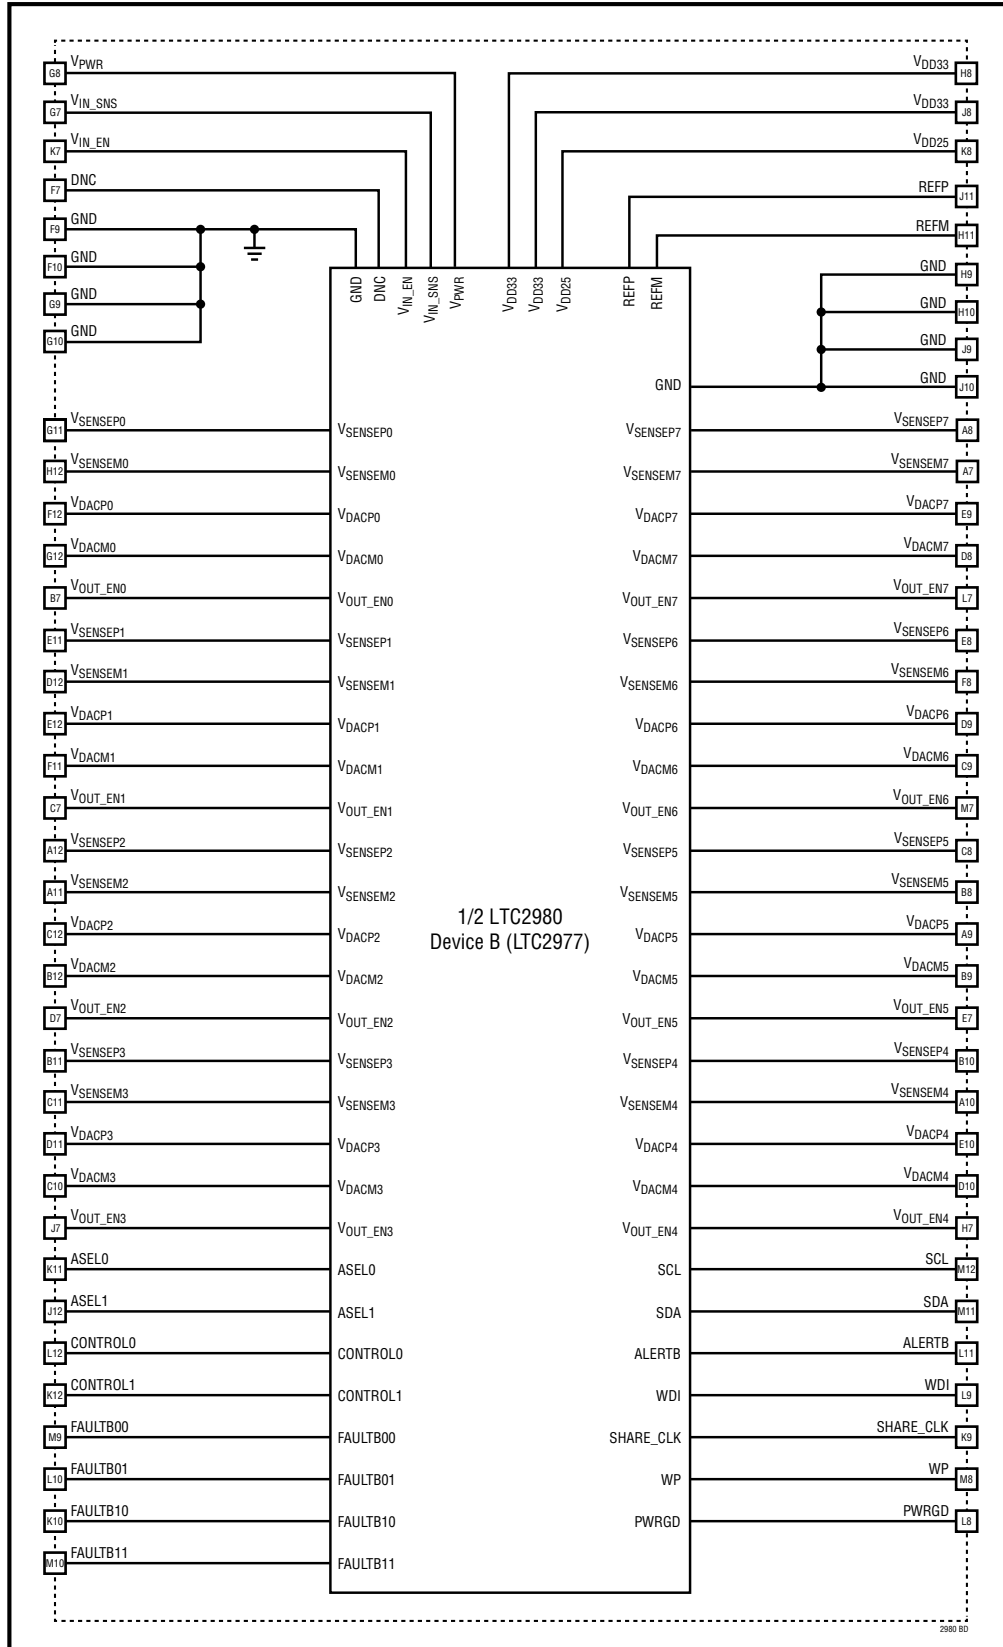 G8 VPWR
G7 VIN_SNS
K7 VIN_EN
F7 DNC
F9 GND
F10 GND
G9 GND
G10 GND
VDD33 H8
VDD33 J8
VDD25 K8
REFP J11
REFM H11
GND H9
GND H10
GND J9
GND J10
GND
DNC
VIN_EN
VIN_SNS
VPWR
VDD33
VDD33
VDD25
REFP
REFM
GND
G11 VSENSEP0 VSENSEP0 VSENSEP7 VSENSEP7 A8
H12 VSENSEM0 VSENSEM0 VSENSEM7 VSENSEM7 A7
F12 VDACP0 VDACP0 VDACP7 VDACP7 E9
G12 VDACM0 VDACM0 VDACM7 VDACM7 D8
B7 VOUT_EN0 VOUT_EN0 VOUT_EN7 VOUT_EN7 L7
E11 VSENSEP1 VSENSEP1 VSENSEP6 VSENSEP6 E8
D12 VSENSEM1 VSENSEM1 VSENSEM6 VSENSEM6 F8
E12 VDACP1 VDACP1 VDACP6 VDACP6 D9
F11 VDACM1 VDACM1 VDACM6 VDACM6 C9
C7 VOUT_EN1 VOUT_EN1 VOUT_EN6 VOUT_EN6 M7
A12 VSENSEP2 VSENSEP2 VSENSEP5 VSENSEP5 C8
A11 VSENSEM2 VSENSEM2 VSENSEM5 VSENSEM5 B8
1/2 LTC2980
Device B (LTC2977)
C12 VDACP2 VDACP2 VDACP5 VDACP5 A9
B12 VDACM2 VDACM2 VDACM5 VDACM5 B9
D7 VOUT_EN2 VOUT_EN2 VOUT_EN5 VOUT_EN5 E7
B11 VSENSEP3 VSENSEP3 VSENSEP4 VSENSEP4 B10
C11 VSENSEM3 VSENSEM3 VSENSEM4 VSENSEM4 A10
D11 VDACP3 VDACP3 VDACP4 VDACP4 E10
C10 VDACM3 VDACM3 VDACM4 VDACM4 D10
J7 VOUT_EN3 VOUT_EN3 VOUT_EN4 VOUT_EN4 H7
K11 ASEL0 ASEL0 SCL SCL M12
J12 ASEL1 ASEL1 SDA SDA M11
L12 CONTROL0 CONTROL0 ALERTB ALERTB L11
K12 CONTROL1 CONTROL1 WDI WDI L9
M9 FAULTB00 FAULTB00 SHARE_CLK SHARE_CLK K9
L10 FAULTB01 FAULTB01 WP WP M8
K10 FAULTB10 FAULTB10 PWRGD PWRGD L8
M10 FAULTB11 FAULTB11
2980 BD